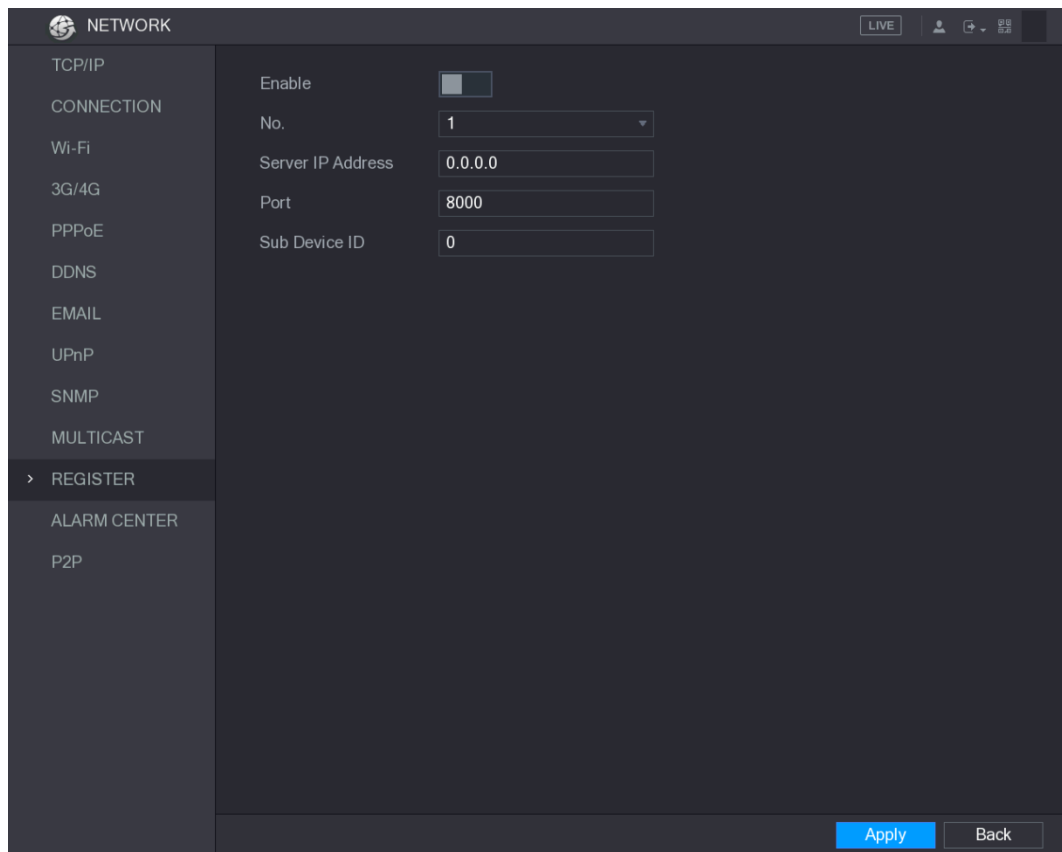 NETWORK
LIVE
TCP/IP
CONNECTION
Wi-Fi
3G/4G
PPPoE
DDNS
EMAIL
UPnP
SNMP
MULTICAST
REGISTER
ALARM CENTER
P2P
Enable
No. 1
Server IP Address 0.0.0.0
Port 8000
Sub Device ID 0
Apply Back